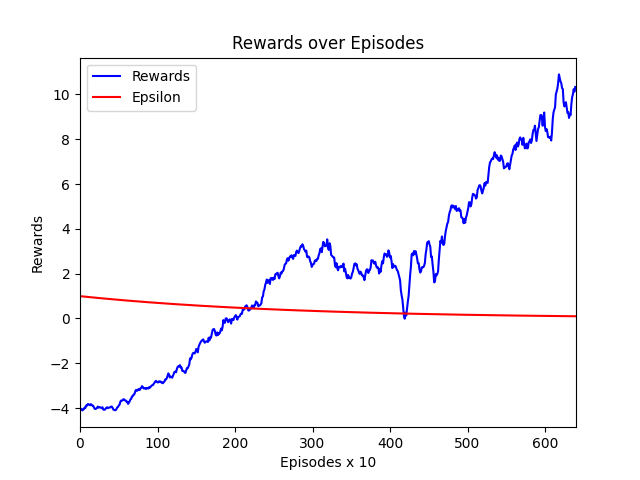 Rewards over Episodes
Rewards
Epsilon
10
8
6
4
2
0
−2
−4
Rewards
0 100 200 300 400 500 600
Episodes x 10